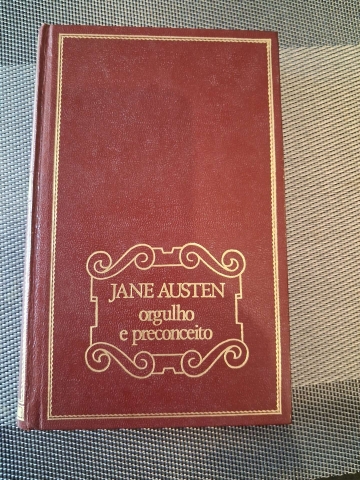 JANE AUSTEN
orgulho
e preconceito